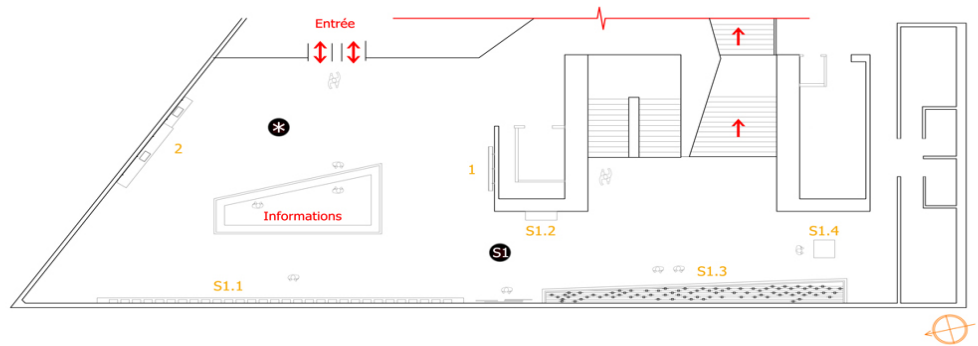 Entrée
*
2
1
Informations
S1.2
S1.4
S1
S1.3
S1.1